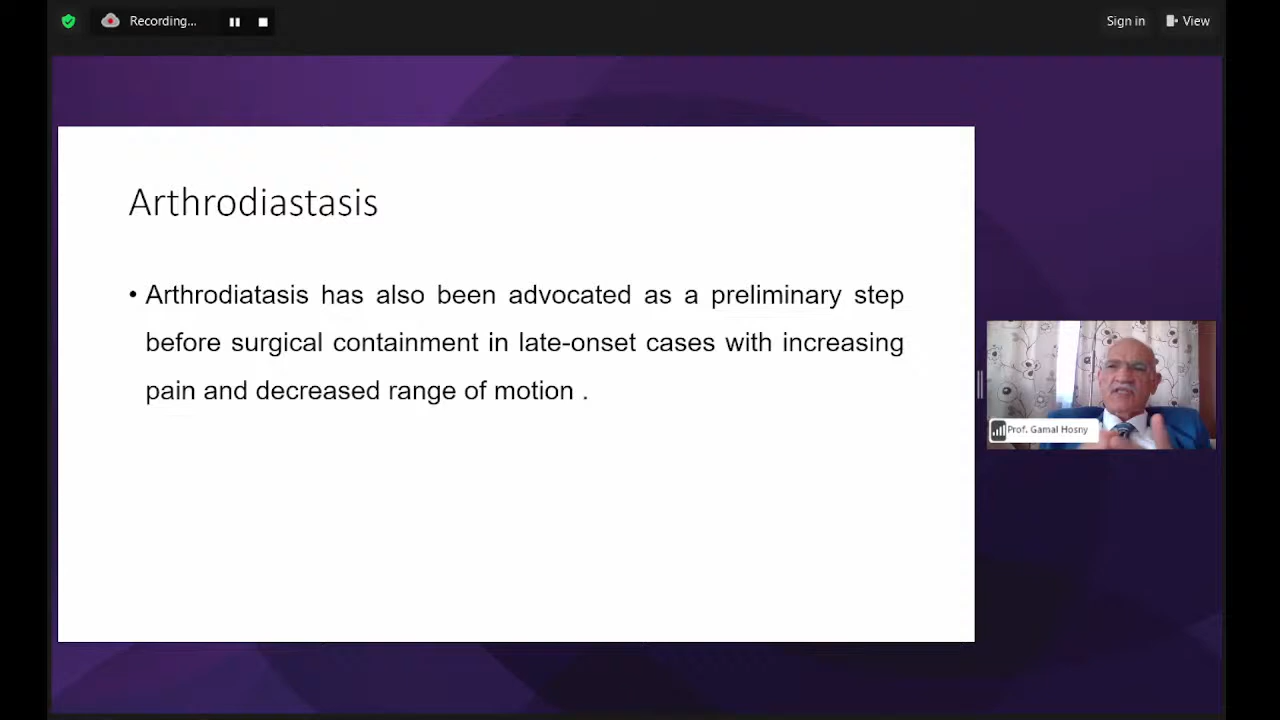 Recording...
Sign in
View
Arthrodiastasis
• Arthrodiatasis has also been advocated as a preliminary step
before surgical containment in late-onset cases with increasing
pain and decreased range of motion .
Prof. Gamal Hosny